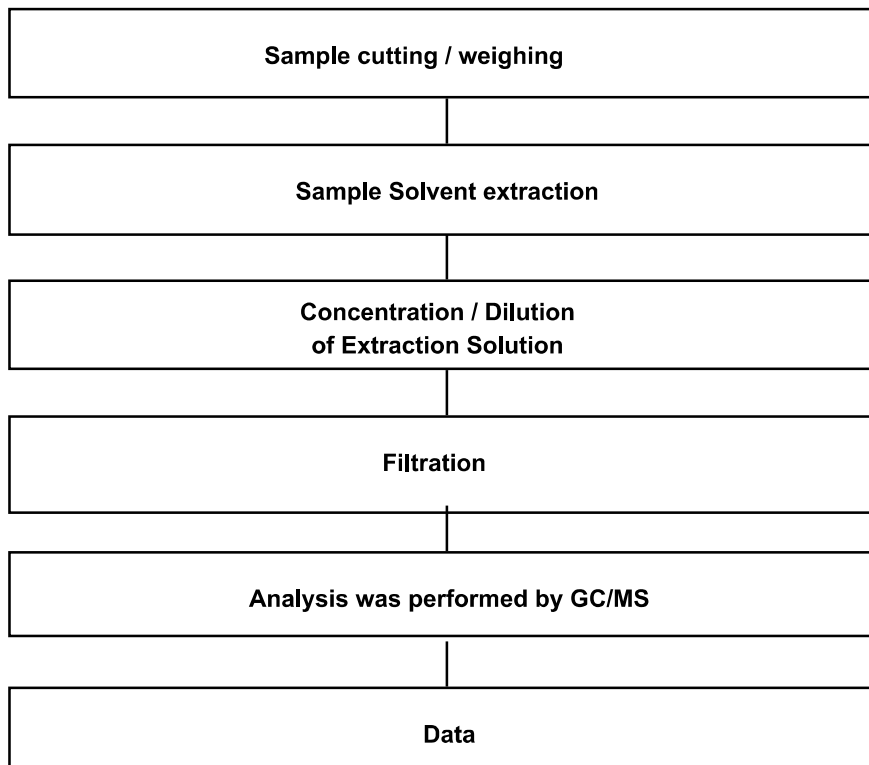 Sample cutting / weighing
Sample Solvent extraction
Concentration / Dilution
of Extraction Solution
Filtration
Analysis was performed by GC/MS
Data